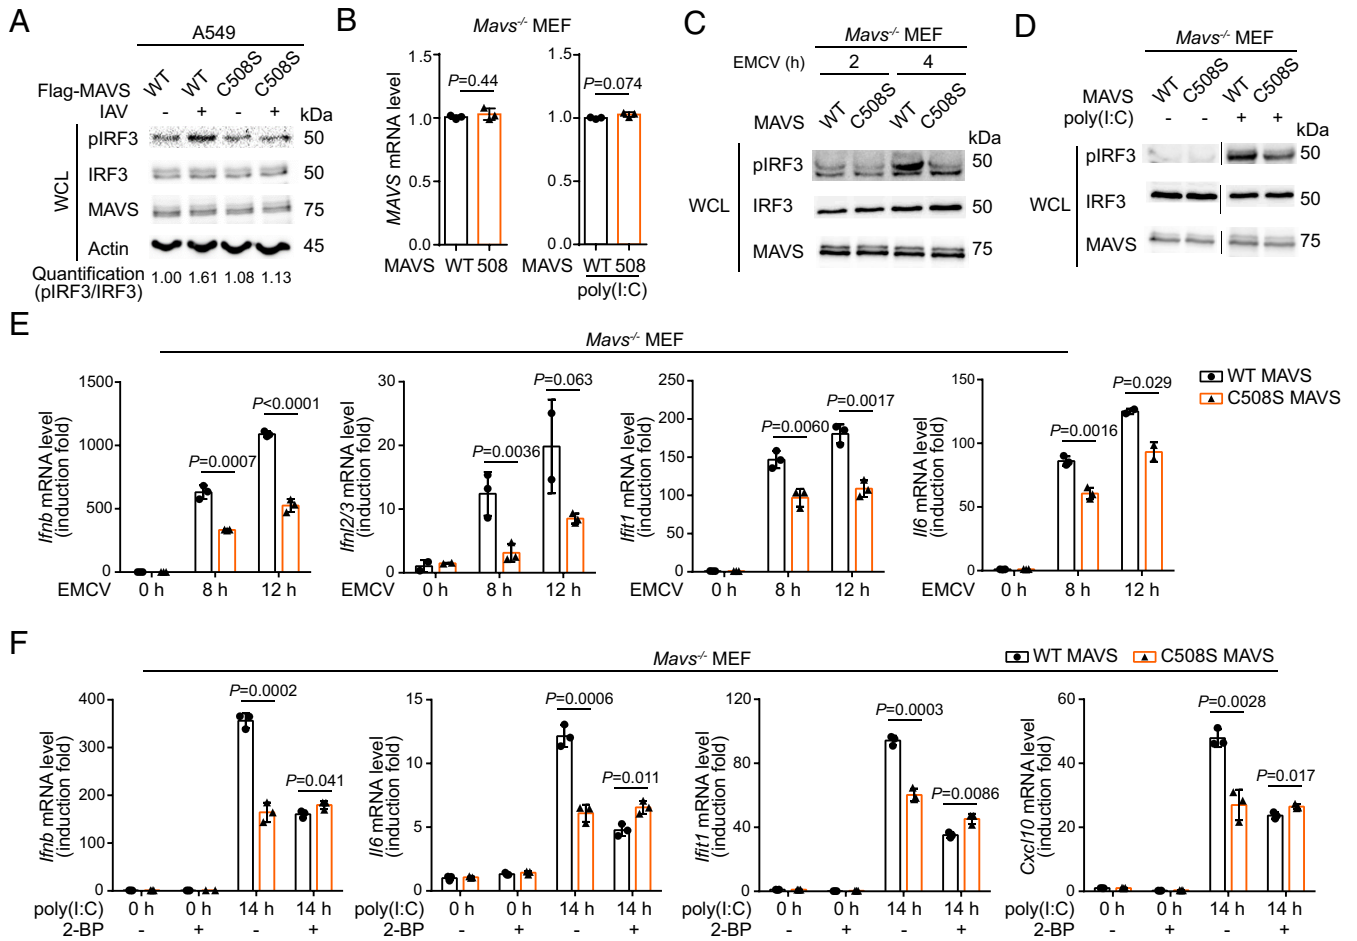 A
A549
Flag-MAVS WT WT C508S C508S
IAV - + - + kDa
pIRF3 50
IRF3 50
MAVS 75
Actin 45
WCL
Quantification
(pIRF3/IRF3) 1.00 1.61 1.08 1.13
B
Mavs-/- MEF
MAVS mRNA level
1.5
1.0
0.5
0.0
P=0.44
MAVS WT 508
1.5
1.0
0.5
0.0
P=0.074
MAVS WT 508
poly(I:C)
C
Mavs-/- MEF
EMCV (h) 2 4
MAVS WT C508S WT C508S
pIRF3 50
IRF3 50
MAVS 75
WCL
D
Mavs-/- MEF
MAVS WT C508S WT C508S
poly(I:C) - - + + kDa
pIRF3 50
IRF3 50
MAVS 75
WCL
E
Mavs-/- MEF
WT MAVS
C508S MAVS
Ifnb mRNA level
(induction fold)
1500
1000
500
0
P=0.0007
P<0.0001
EMCV 0 h 8 h 12 h
Ifnl2/3 mRNA level
(induction fold)
30
20
10
0
P=0.0036
P=0.063
EMCV 0 h 8 h 12 h
Ifit1 mRNA level
(induction fold)
250
200
150
100
50
0
P=0.0060
P=0.0017
EMCV 0 h 8 h 12 h
Il6 mRNA level
(induction fold)
150
100
50
0
P=0.0016
P=0.029
EMCV 0 h 8 h 12 h
F
Mavs-/- MEF
WT MAVS C508S MAVS
Ifnb mRNA level
(induction fold)
400
300
200
100
0
P=0.0002
P=0.041
poly(I:C) 0 h 0 h 14 h 14 h
2-BP - + - +
Il6 mRNA level
(induction fold)
15
10
5
0
P=0.0006
P=0.011
0 h 0 h 14 h 14 h
- + - +
Ifit1 mRNA level
(induction fold)
120
80
40
0
P=0.0003
P=0.0086
poly(I:C) 0 h 0 h 14 h 14 h
2-BP - + - +
Cxcl10 mRNA level
(induction fold)
60
40
20
0
P=0.0028
P=0.017
poly(I:C) 0 h 0 h 14 h 14 h
2-BP - + - +